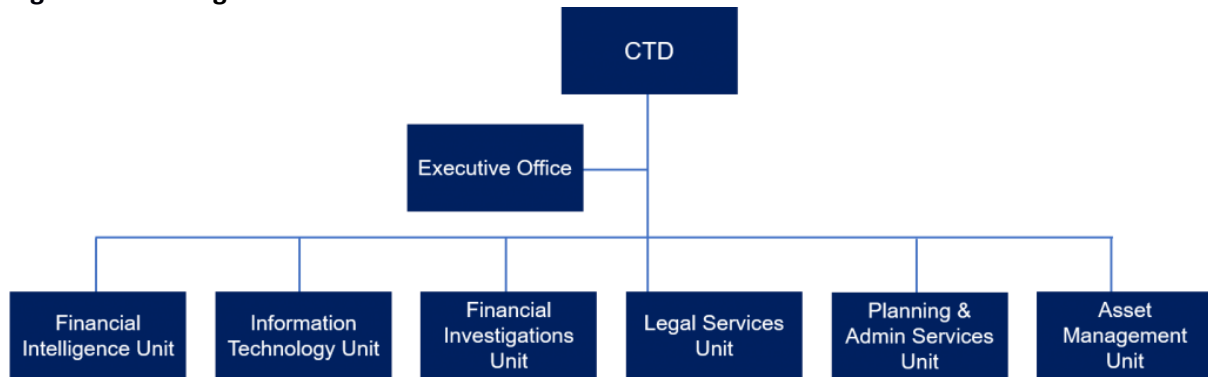 CTD
Executive Office
Financial
Intelligence Unit
Information
Technology Unit
Financial
Investigations
Unit
Legal Services
Unit
Planning &
Admin Services
Unit
Asset
Management
Unit